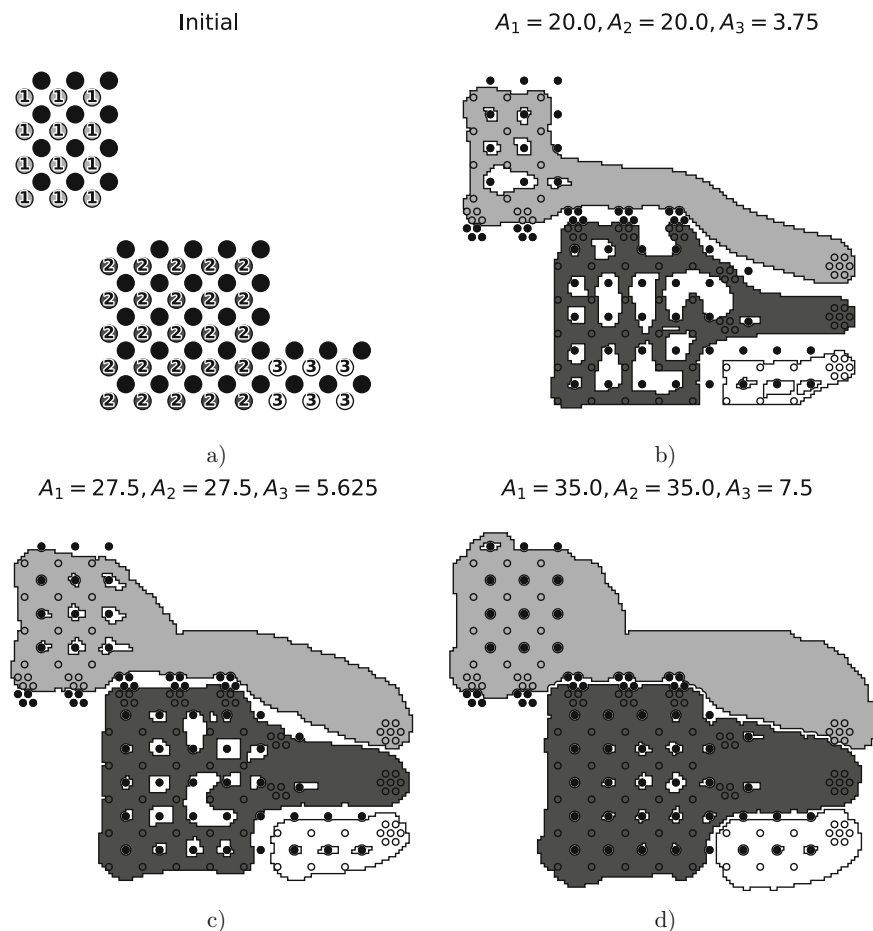 Initial
A₁ = 20.0, A₂ = 20.0, A₃ = 3.75
1 1 1
1 1 1
1 1 1
1 1 1
2 2 2 2 2
2 2 2 2 2
2 2 2 2 2
2 2 2 2 2 3 3 3
2 2 2 2 2 3 3 3
a)
b)
A₁ = 27.5, A₂ = 27.5, A₃ = 5.625
A₁ = 35.0, A₂ = 35.0, A₃ = 7.5
c)
d)